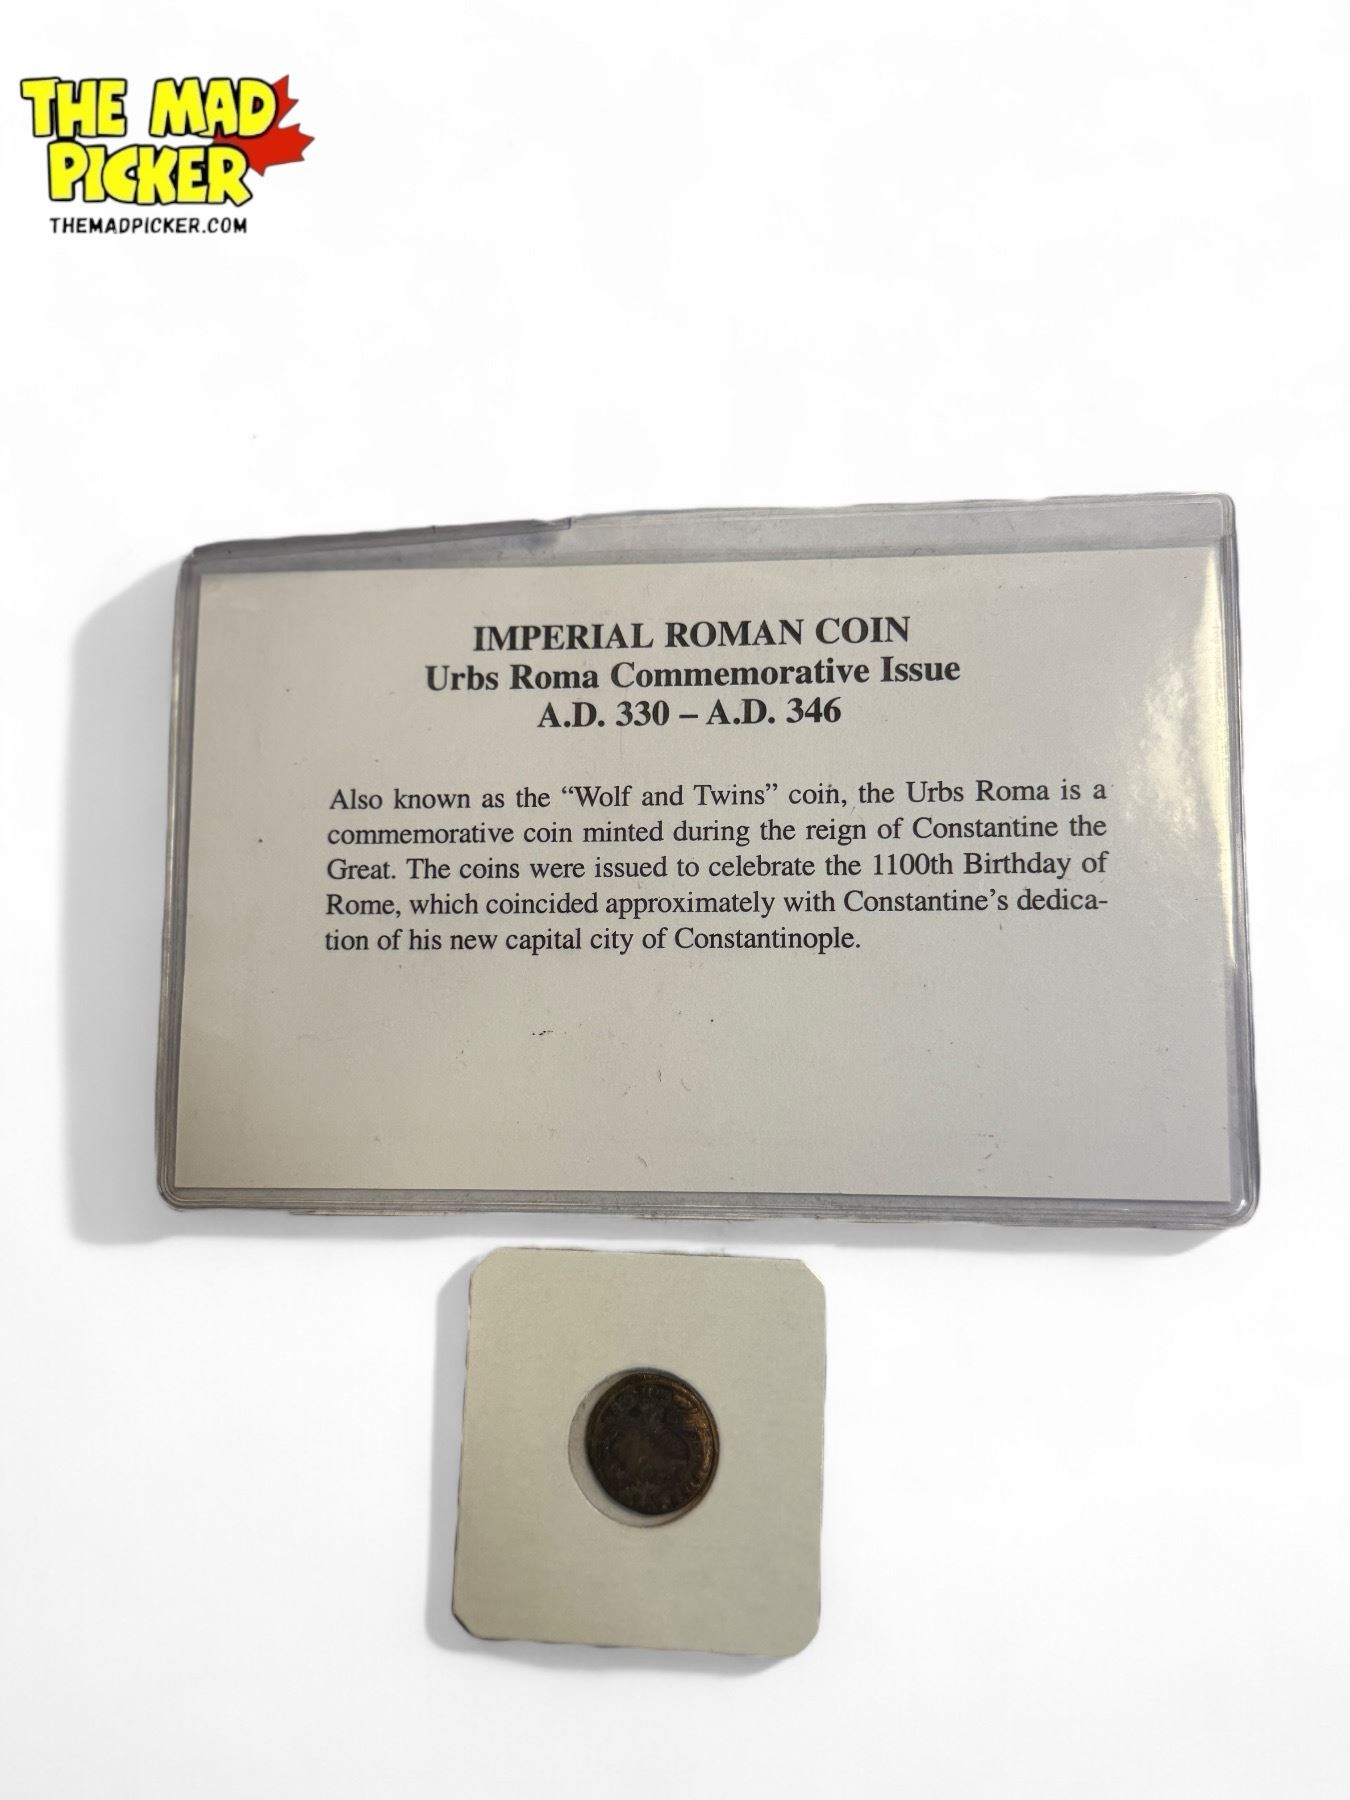 THE MAD
PICKER
THEMADPICKER.COM
IMPERIAL ROMAN COIN
Urbs Roma Commemorative Issue
A.D. 330 – A.D. 346
Also known as the “Wolf and Twins” coin, the Urbs Roma is a
commemorative coin minted during the reign of Constantine the
Great. The coins were issued to celebrate the 1100th Birthday of
Rome, which coincided approximately with Constantine’s dedica-
tion of his new capital city of Constantinople.